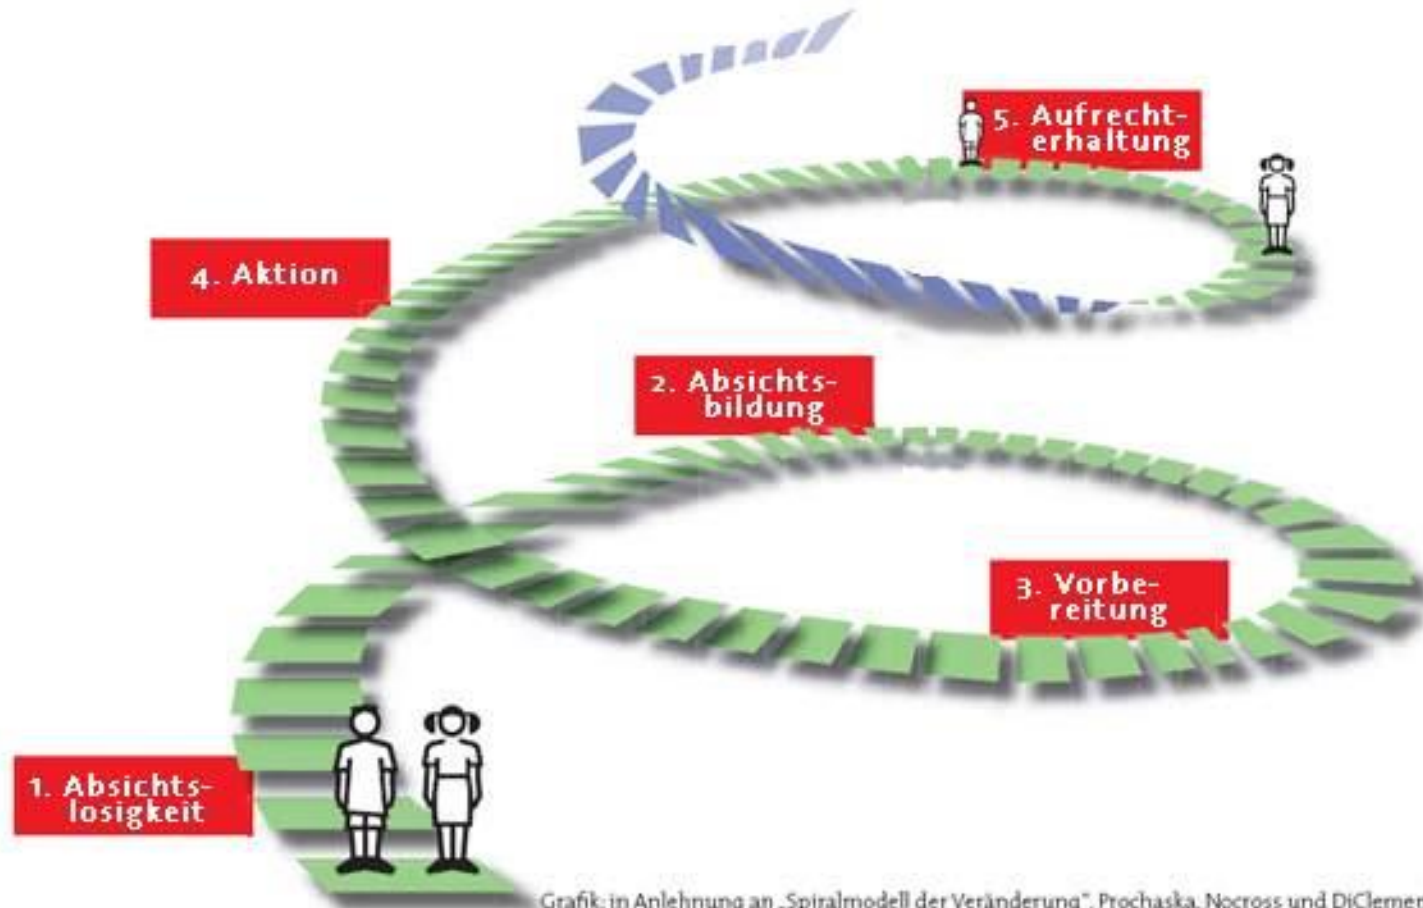 5. Aufrecht-
erhaltung
4. Aktion
2. Absichts-
bildung
3. Vorbe-
reitung
1. Absichts-
losigkeit
Grafik: in Anlehnung an „Spiralmodell der Veränderung“, Prochaska, Nocross und DiClemen